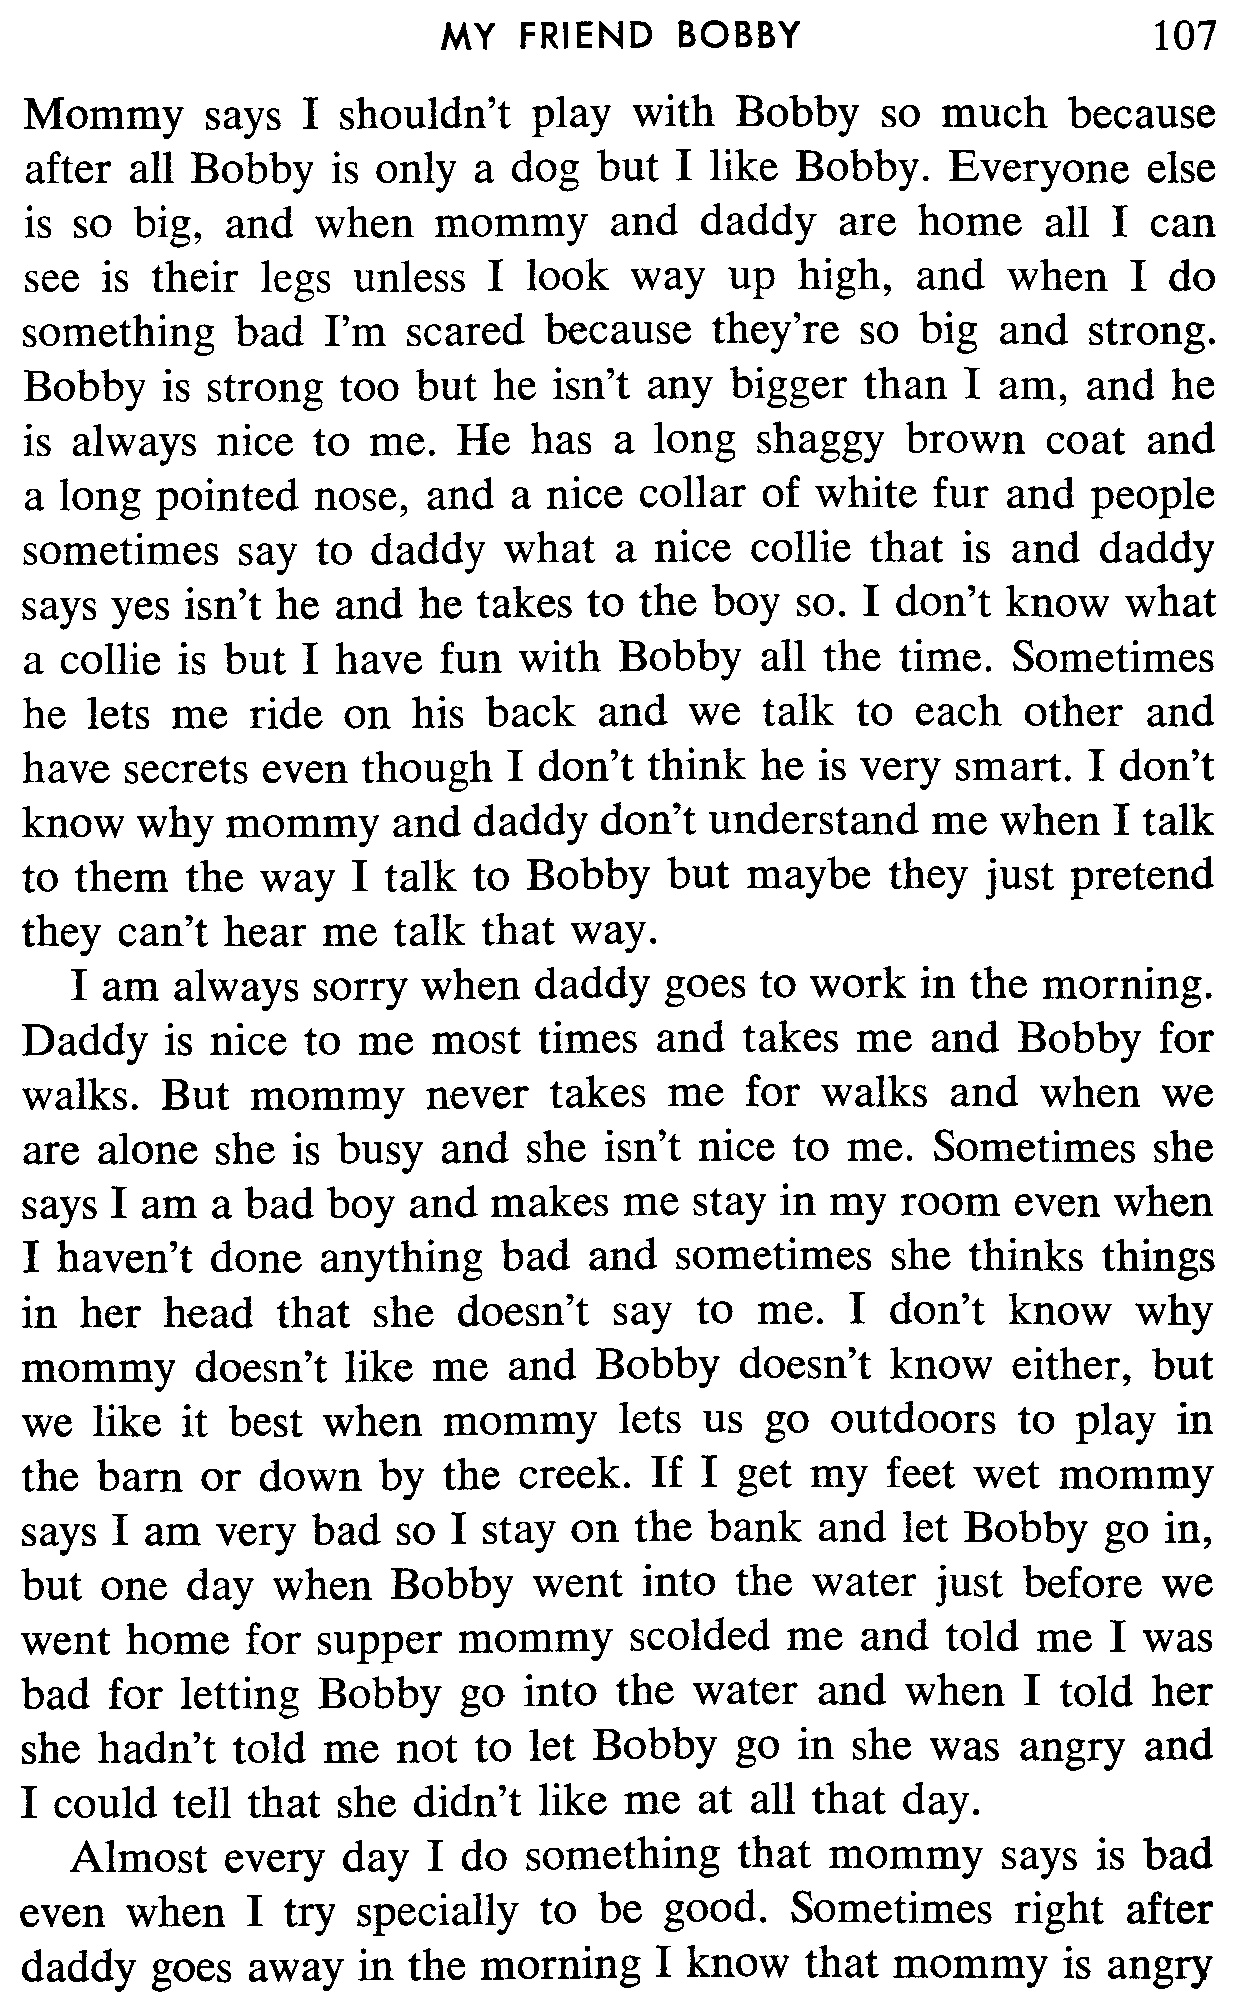 MY FRIEND BOBBY 107
Mommy says I shouldn't play with Bobby so much because
after all Bobby is only a dog but I like Bobby. Everyone else
is so big, and when mommy and daddy are home all I can
see is their legs unless I look way up high, and when I do
something bad I'm scared because they're so big and strong.
Bobby is strong too but he isn't any bigger than I am, and he
is always nice to me. He has a long shaggy brown coat and
a long pointed nose, and a nice collar of white fur and people
sometimes say to daddy what a nice collie that is and daddy
says yes isn't he and he takes to the boy so. I don't know what
a collie is but I have fun with Bobby all the time. Sometimes
he lets me ride on his back and we talk to each other and
have secrets even though I don't think he is very smart. I don't
know why mommy and daddy don't understand me when I talk
to them the way I talk to Bobby but maybe they just pretend
they can't hear me talk that way.
I am always sorry when daddy goes to work in the morning.
Daddy is nice to me most times and takes me and Bobby for
walks. But mommy never takes me for walks and when we
are alone she is busy and she isn't nice to me. Sometimes she
says I am a bad boy and makes me stay in my room even when
I haven't done anything bad and sometimes she thinks things
in her head that she doesn't say to me. I don't know why
mommy doesn't like me and Bobby doesn't know either, but
we like it best when mommy lets us go outdoors to play in
the barn or down by the creek. If I get my feet wet mommy
says I am very bad so I stay on the bank and let Bobby go in,
but one day when Bobby went into the water just before we
went home for supper mommy scolded me and told me I was
bad for letting Bobby go into the water and when I told her
she hadn't told me not to let Bobby go in she was angry and
I could tell that she didn't like me at all that day.
Almost every day I do something that mommy says is bad
even when I try specially to be good. Sometimes right after
daddy goes away in the morning I know that mommy is angry